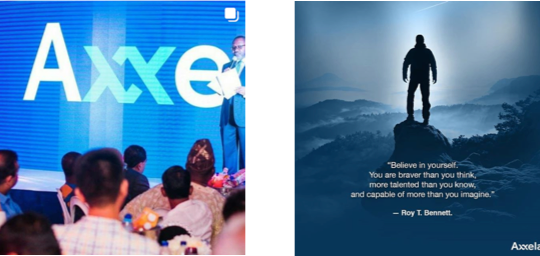 Axxe
"Believe in yourself.
You are braver than you think,
more talented than you know,
and capable of more than you imagine."
— Roy T. Bennett.
Axxela